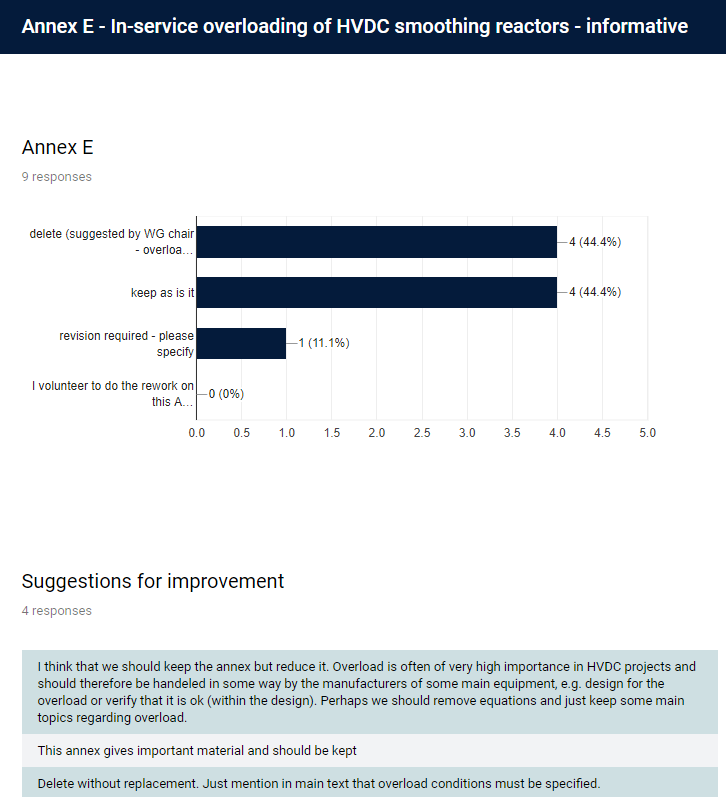 Annex E - In-service overloading of HVDC smoothing reactors - informative
Annex E
9 responses
delete (suggested by WG chair
- overloa…
4 (44.4%)
keep as is it
4 (44.4%)
revision required - please
specify
1 (11.1%)
I volunteer to do the rework on
this A…
0 (0%)
0.0 0.5 1.0 1.5 2.0 2.5 3.0 3.5 4.0 4.5 5.0
Suggestions for improvement
4 responses
I think that we should keep the annex but reduce it. Overload is often of very high importance in HVDC projects and
should therefore be handeled in some way by the manufacturers of some main equipment, e.g. design for the
overload or verify that it is ok (within the design). Perhaps we should remove equations and just keep some main
topics regarding overload.
This annex gives important material and should be kept
Delete without replacement. Just mention in main text that overload conditions must be specified.